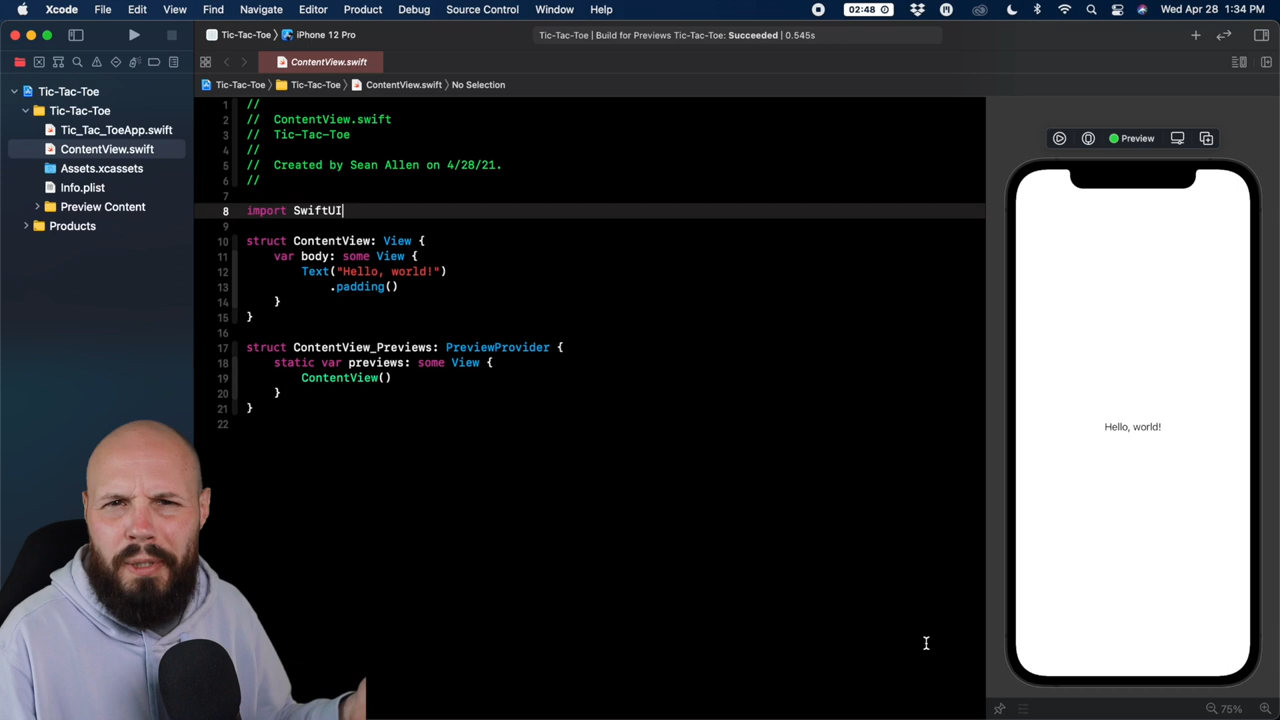 Xcode File Edit View Find Navigate Editor Product Debug Source Control Window Help 02:48 Wed Apr 28 1:34 PM
Tic-Tac-Toe iPhone 12 Pro Tic-Tac-Toe | Build for Previews Tic-Tac-Toe: Succeeded | 0.545s
ContentView.swift
Tic-Tac-Toe Tic-Tac-Toe ContentView.swift No Selection
Tic-Tac-Toe
Tic-Tac-Toe
Tic_Tac_ToeApp.swift
ContentView.swift
Assets.xcassets
Info.plist
Preview Content
Products
1 //
2 //  ContentView.swift
3 //  Tic-Tac-Toe
4 //
5 //  Created by Sean Allen on 4/28/21.
6 //
7
8 import SwiftUI
9
10 struct ContentView: View {
11     var body: some View {
12         Text("Hello, world!")
13             .padding()
14     }
15 }
16
17 struct ContentView_Previews: PreviewProvider {
18     static var previews: some View {
19         ContentView()
20     }
21 }
22
Preview
Hello, world!
75%